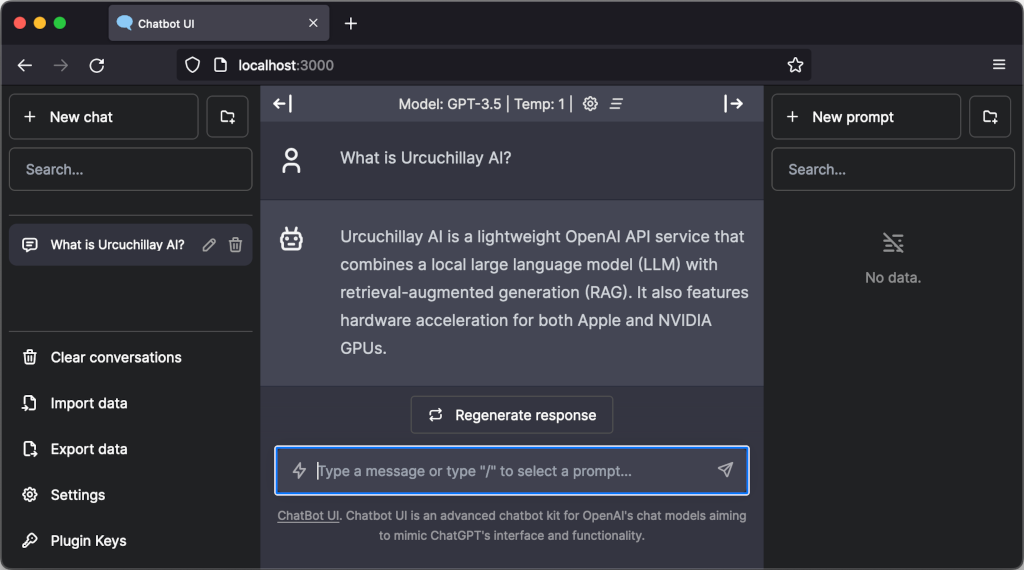 Chatbot UI
localhost:3000
New chat
Search...
What is Urcuchillay AI?
Clear conversations
Import data
Export data
Settings
Plugin Keys
Model: GPT-3.5 | Temp: 1 |
What is Urcuchillay AI?
Urcuchillay AI is a lightweight OpenAI API service that
combines a local large language model (LLM) with
retrieval-augmented generation (RAG). It also features
hardware acceleration for both Apple and NVIDIA
GPUs.
Regenerate response
Type a message or type "/" to select a prompt...
ChatBot UI. Chatbot UI is an advanced chatbot kit for OpenAI's chat models aiming
to mimic ChatGPT's interface and functionality.
New prompt
Search...
No data.